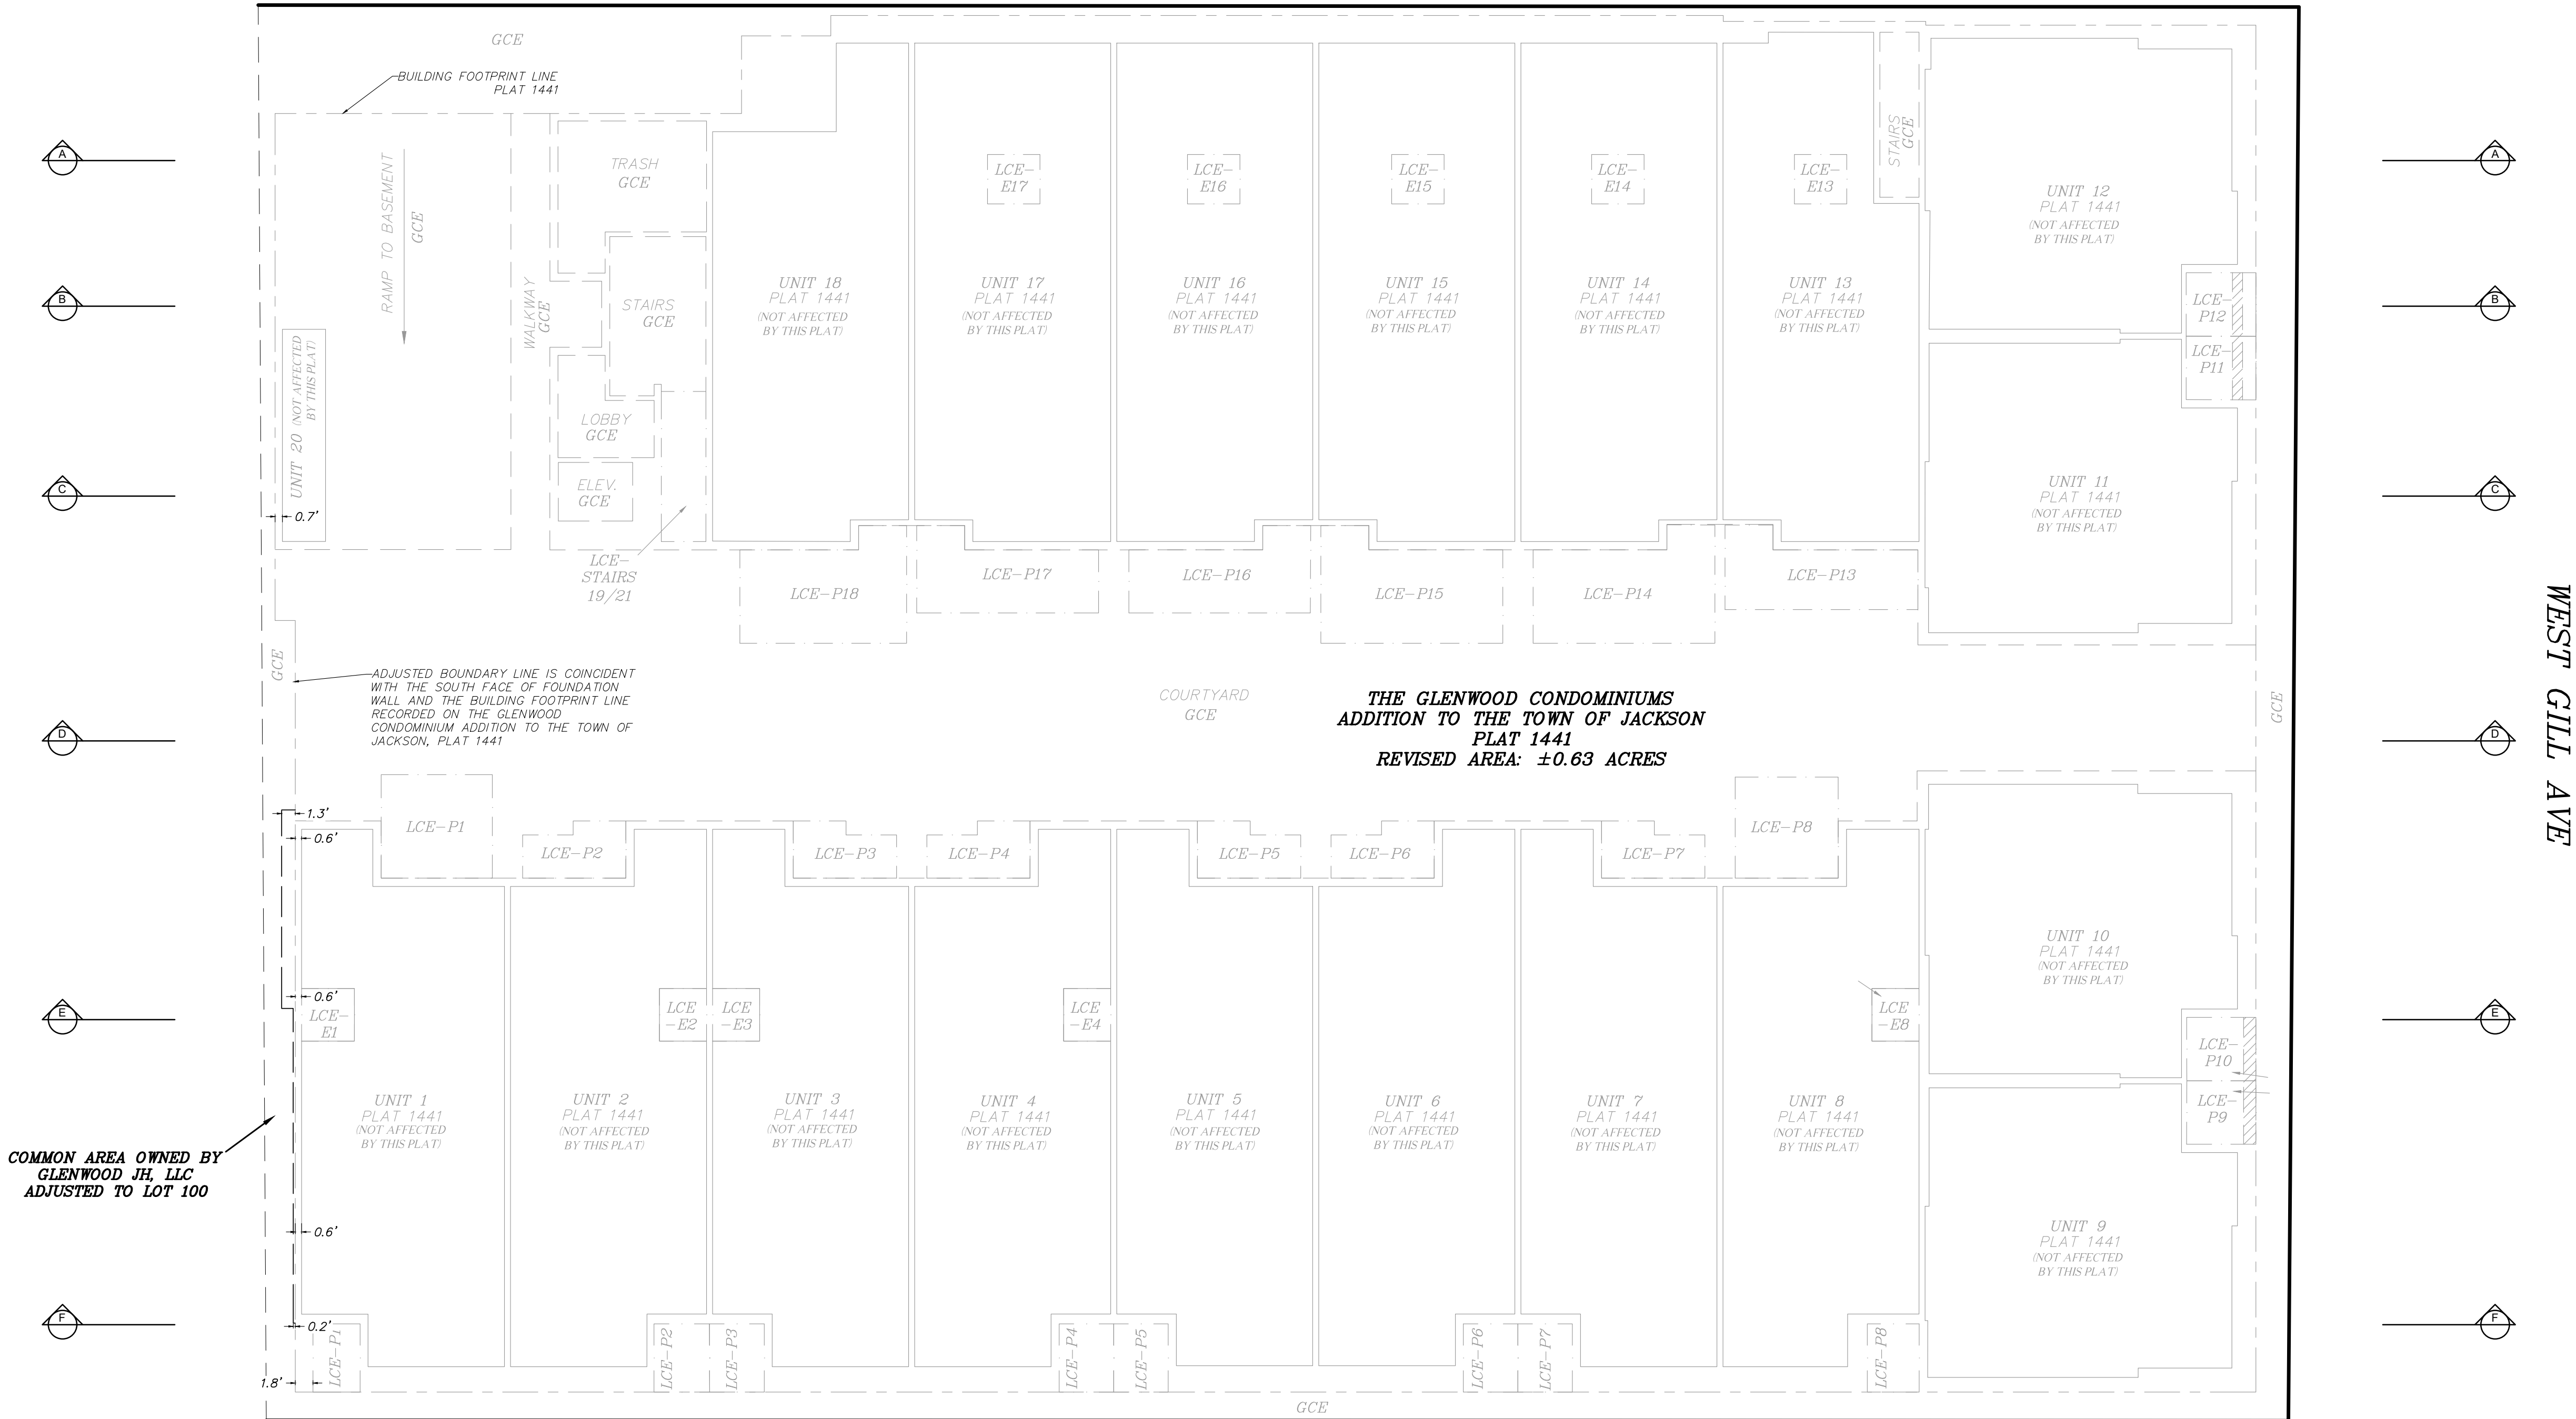 GCE
BUILDING FOOTPRINT LINE
PLAT 1441
A
A
B
B
C
C
D
D
E
E
F
F
RAMP TO BASEMENT
GCE
WALKWAY
GCE
TRASH
GCE
STAIRS
GCE
LOBBY
GCE
ELEV.
GCE
LCE-
STAIRS
19/21
UNIT 20 (NOT AFFECTED
BY THIS PLAT)
0.7'
UNIT 18
PLAT 1441
(NOT AFFECTED
BY THIS PLAT)
LCE-
E17
UNIT 17
PLAT 1441
(NOT AFFECTED
BY THIS PLAT)
LCE-
E16
UNIT 16
PLAT 1441
(NOT AFFECTED
BY THIS PLAT)
LCE-
E15
UNIT 15
PLAT 1441
(NOT AFFECTED
BY THIS PLAT)
LCE-
E14
UNIT 14
PLAT 1441
(NOT AFFECTED
BY THIS PLAT)
LCE-
E13
UNIT 13
PLAT 1441
(NOT AFFECTED
BY THIS PLAT)
STAIRS
GCE
UNIT 12
PLAT 1441
(NOT AFFECTED
BY THIS PLAT)
LCE-
P12
LCE-
P11
UNIT 11
PLAT 1441
(NOT AFFECTED
BY THIS PLAT)
LCE-P18
LCE-P17
LCE-P16
LCE-P15
LCE-P14
LCE-P13
GCE
ADJUSTED BOUNDARY LINE IS COINCIDENT
WITH THE SOUTH FACE OF FOUNDATION
WALL AND THE BUILDING FOOTPRINT LINE
RECORDED ON THE GLENWOOD
CONDOMINIUM ADDITION TO THE TOWN OF
JACKSON, PLAT 1441
COURTYARD
GCE
THE GLENWOOD CONDOMINIUMS
ADDITION TO THE TOWN OF JACKSON
PLAT 1441
REVISED AREA: ±0.63 ACRES
GCE
WEST GILL AVE
1.3'
0.6'
0.6'
0.6'
0.2'
1.8'
LCE-P1
LCE-P2
LCE-P3
LCE-P4
LCE-P5
LCE-P6
LCE-P7
LCE-P8
LCE-
E1
LCE
-E2
LCE
-E3
LCE
-E4
LCE
-E8
UNIT 10
PLAT 1441
(NOT AFFECTED
BY THIS PLAT)
LCE-
P10
LCE-
P9
UNIT 1
PLAT 1441
(NOT AFFECTED
BY THIS PLAT)
UNIT 2
PLAT 1441
(NOT AFFECTED
BY THIS PLAT)
UNIT 3
PLAT 1441
(NOT AFFECTED
BY THIS PLAT)
UNIT 4
PLAT 1441
(NOT AFFECTED
BY THIS PLAT)
UNIT 5
PLAT 1441
(NOT AFFECTED
BY THIS PLAT)
UNIT 6
PLAT 1441
(NOT AFFECTED
BY THIS PLAT)
UNIT 7
PLAT 1441
(NOT AFFECTED
BY THIS PLAT)
UNIT 8
PLAT 1441
(NOT AFFECTED
BY THIS PLAT)
UNIT 9
PLAT 1441
(NOT AFFECTED
BY THIS PLAT)
COMMON AREA OWNED BY
GLENWOOD JH, LLC
ADJUSTED TO LOT 100
LCE-P1
LCE-P2
LCE-P3
LCE-P4
LCE-P5
LCE-P6
LCE-P7
LCE-P8
GCE